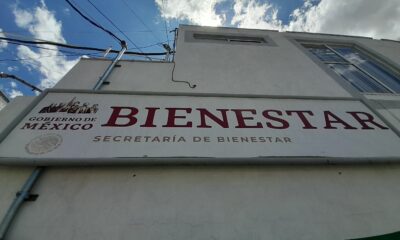 GOBIERNO DE
MÉXICO
BIENESTAR
SECRETARÍA DE BIENESTAR